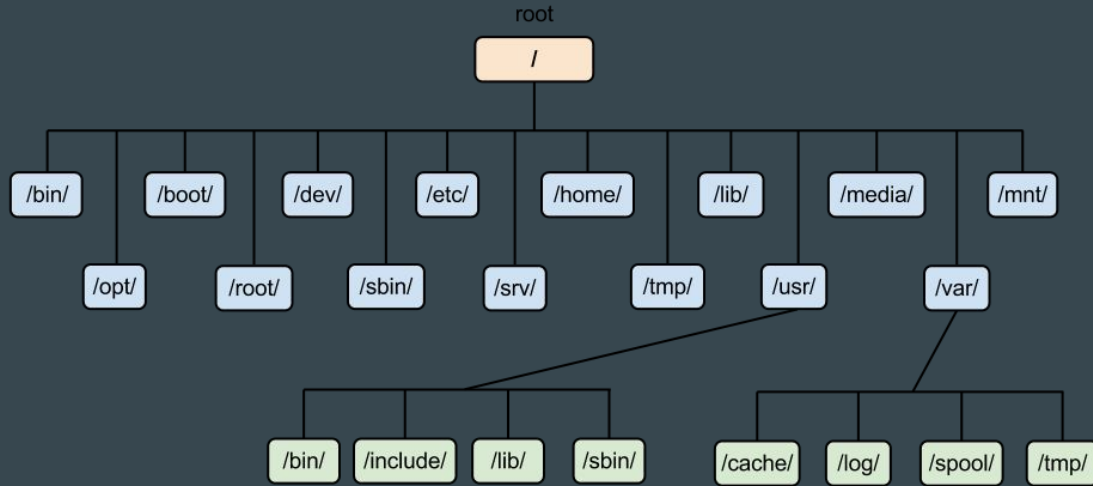 root
/
/bin/
/boot/
/dev/
/etc/
/home/
/lib/
/media/
/mnt/
/opt/
/root/
/sbin/
/srv/
/tmp/
/usr/
/var/
/bin/
/include/
/lib/
/sbin/
/cache/
/log/
/spool/
/tmp/